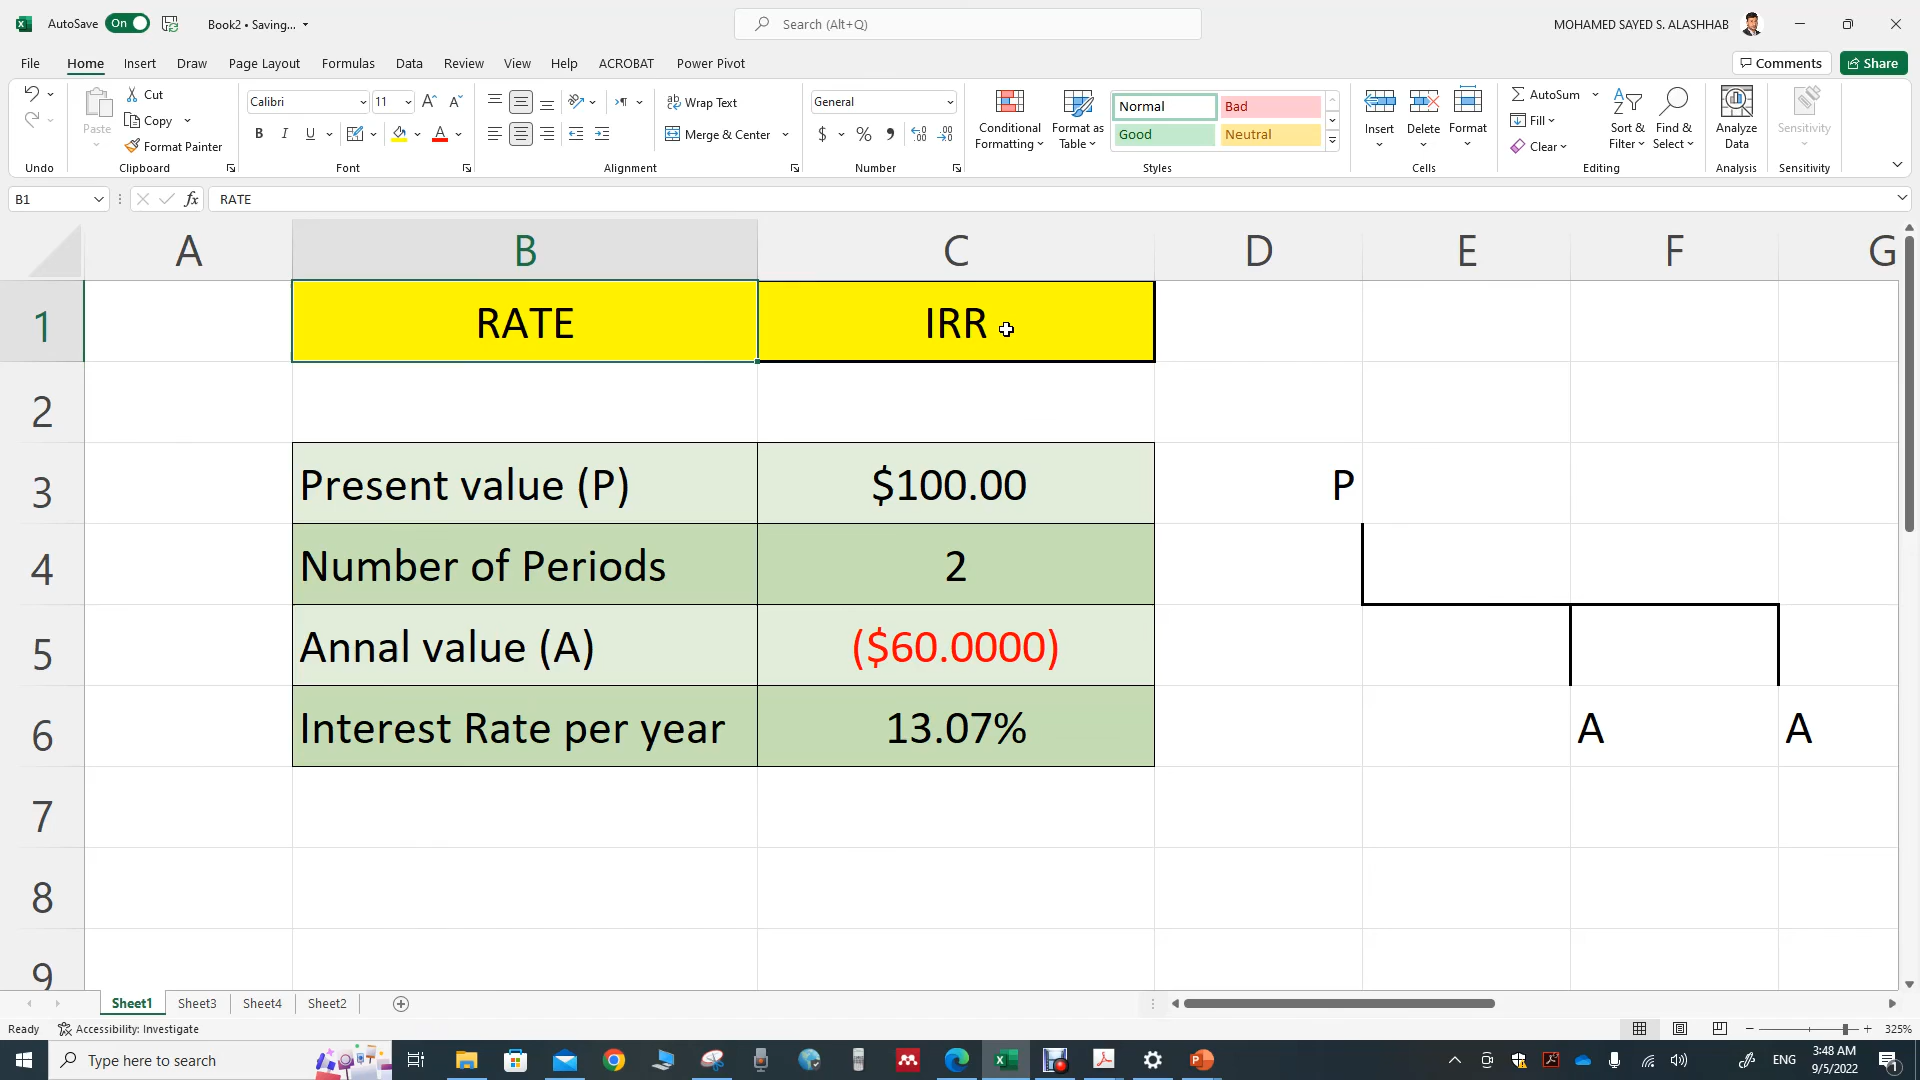 AutoSave On Book2 • Saving... Search (Alt+Q) MOHAMED SAYED S. ALASHHAB
File Home Insert Draw Page Layout Formulas Data Review View Help ACROBAT Power Pivot Comments Share
Paste Cut Copy Format Painter
Calibri 11 A A
B I U A
Wrap Text
Merge & Center
General
$ %
Conditional Formatting
Format as Table
Normal Bad
Good Neutral
Insert Delete Format
AutoSum
Fill
Clear
Sort & Filter
Find & Select
Analyze Data
Sensitivity
Undo Clipboard Font Alignment Number Styles Cells Editing Analysis Sensitivity
B1 fx RATE
A B C D E F G
1 RATE IRR
2
3 Present value (P) $100.00 P
4 Number of Periods 2
5 Annal value (A) ($60.0000)
6 Interest Rate per year 13.07% A A
7
8
9
Sheet1 Sheet3 Sheet4 Sheet2
Ready Accessibility: Investigate 325%
Type here to search ENG 3:48 AM
9/5/2022 1